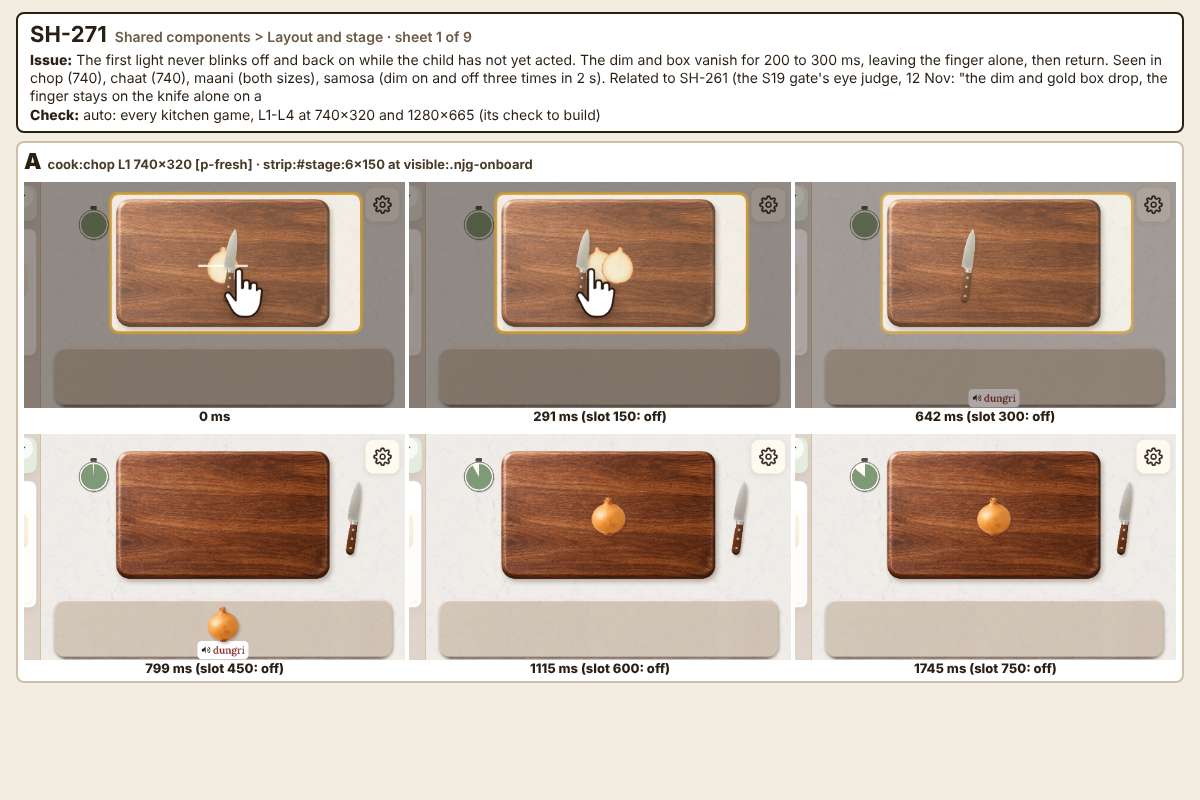 SH-271 Shared components > Layout and stage · sheet 1 of 9
Issue: The first light never blinks off and back on while the child has not yet acted. The dim and box vanish for 200 to 300 ms, leaving the finger alone, then return. Seen in
chop (740), chaat (740), maani (both sizes), samosa (dim on and off three times in 2 s). Related to SH-261 (the S19 gate's eye judge, 12 Nov: "the dim and gold box drop, the
finger stays on the knife alone on a
Check: auto: every kitchen game, L1-L4 at 740×320 and 1280×665 (its check to build)
A cook:chop L1 740×320 [p-fresh] · strip:#stage:6×150 at visible:.njg-onboard
dungri
0 ms
291 ms (slot 150: off)
642 ms (slot 300: off)
dungri
799 ms (slot 450: off)
1115 ms (slot 600: off)
1745 ms (slot 750: off)